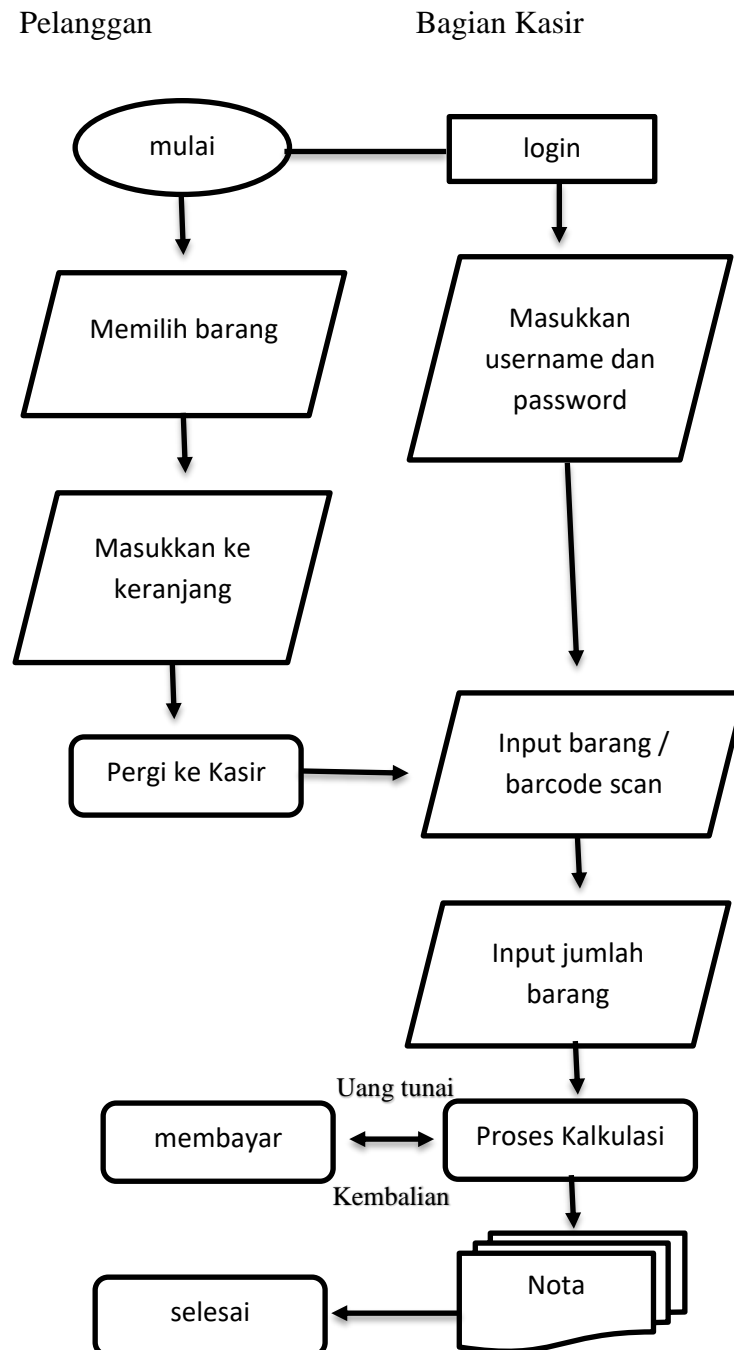 Pelanggan
Bagian Kasir
mulai
login
Memilih barang
Masukkan
username dan
password
Masukkan ke
keranjang
Pergi ke Kasir
Input barang /
barcode scan
Input jumlah
barang
Uang tunai
membayar
Proses Kalkulasi
Kembalian
Nota
selesai